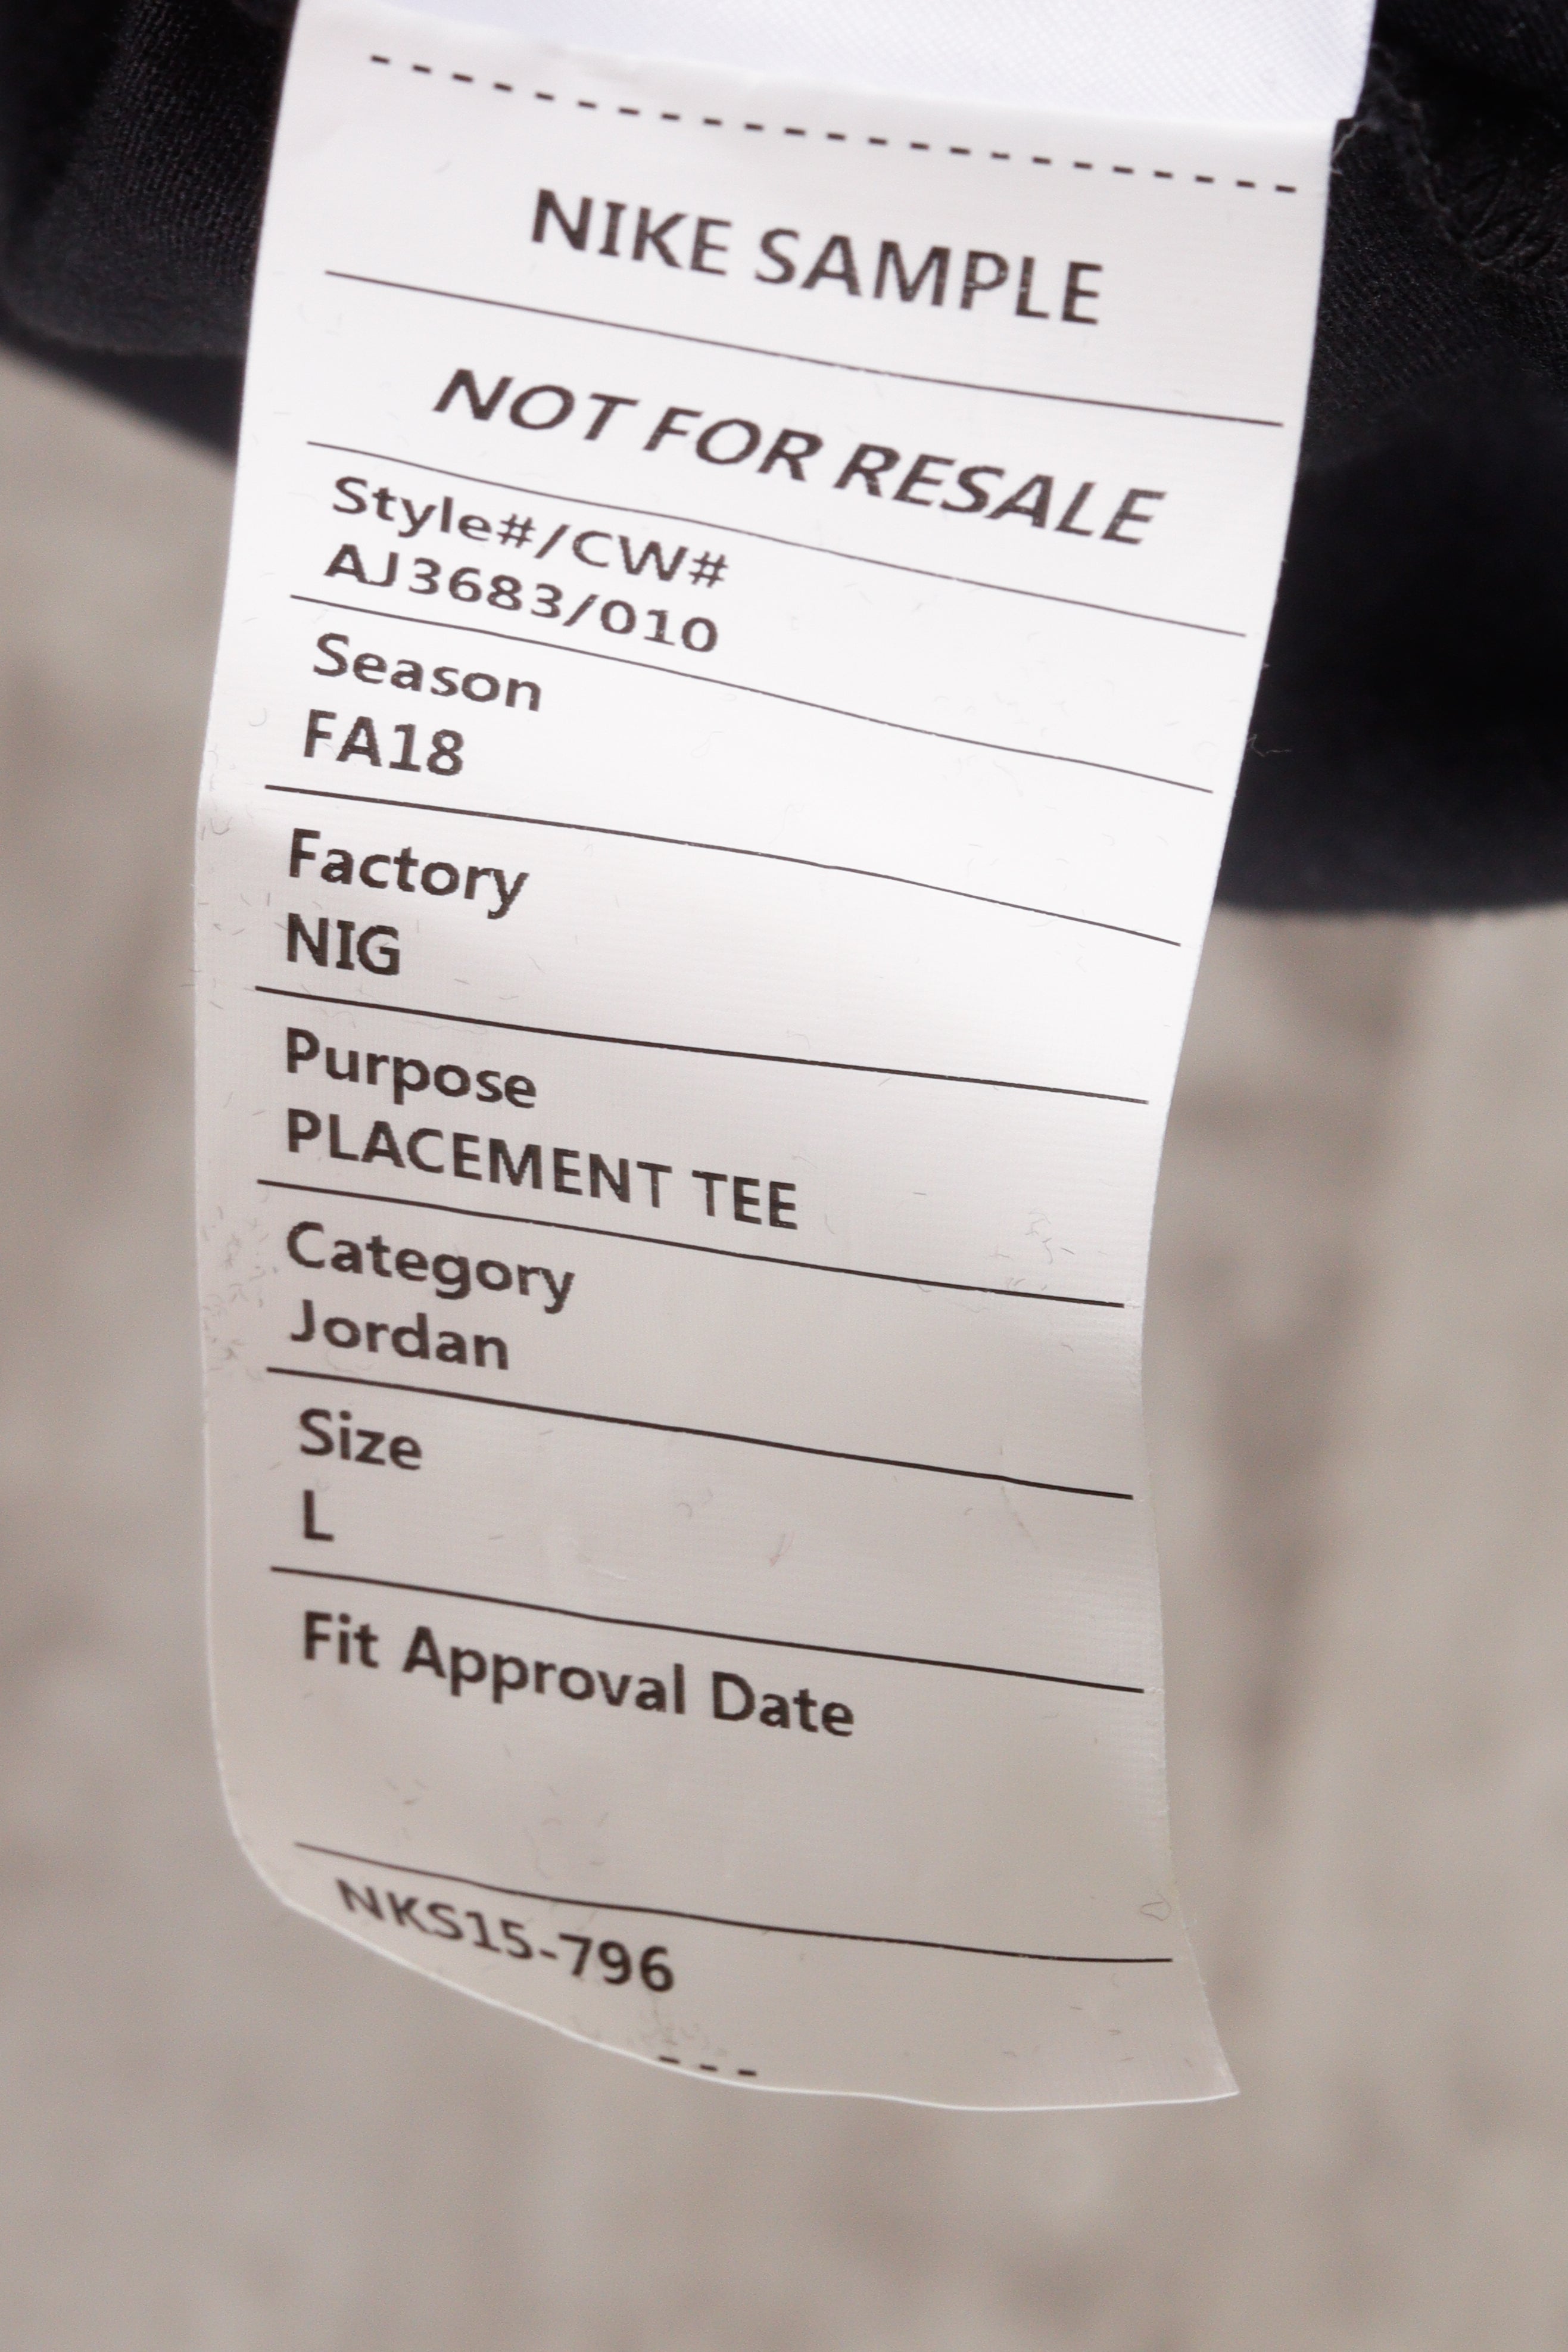 NIKE SAMPLE
NOT FOR RESALE
Style#/CW#
AJ3683/010
Season
FA18
Factory
NIG
Purpose
PLACEMENT TEE
Category
Jordan
Size
L
Fit Approval Date
NKS15-796